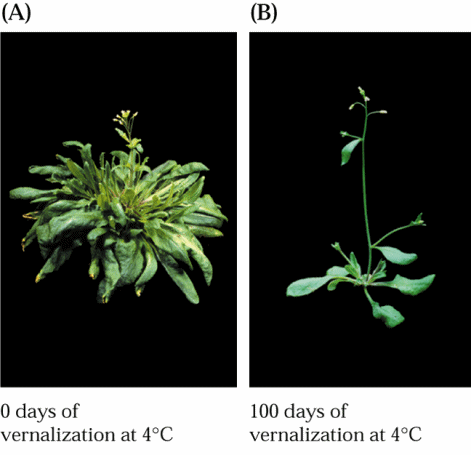 (A)
(B)
0 days of
vernalization at 4°C
100 days of
vernalization at 4°C